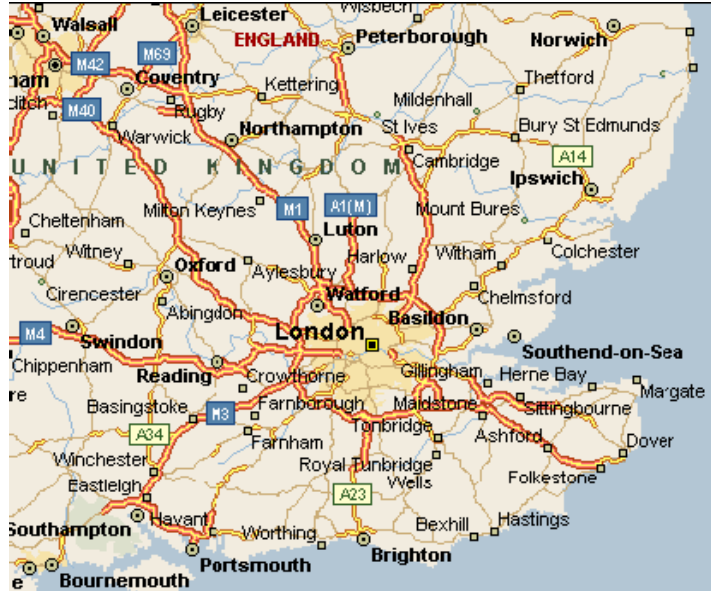 Wisbech
Leicester
Walsall
Norwich
ENGLAND
Peterborough
M69
M42
Coventry
Kettering
Thetford
ham
ditch
M40
Rugby
Mildenhall
St Ives
Warwick
Northampton
Bury St Edmunds
Cambridge
A14
UNITED KINGDOM
Ipswich
Milton Keynes
M1
A1(M)
Mount Bures
Cheltenham
Luton
troud
Witney
Oxford
Aylesbury
Harlow
Witham
Colchester
Cirencester
Abingdon
Watford
Chelmsford
M4
Swindon
London
Basildon
Southend-on-Sea
Chippenham
Reading
Crowthorne
Gillingham
Herne Bay
Margate
re
Basingstoke
M3
Farnborough
Maidstone
Sittingbourne
A34
Farnham
Tonbridge
Ashford
Dover
Winchester
Royal Tunbridge
Wells
Folkestone
Eastleigh
A23
Southampton
Havant
Worthing
Bexhill
Hastings
Portsmouth
Brighton
e
Bournemouth